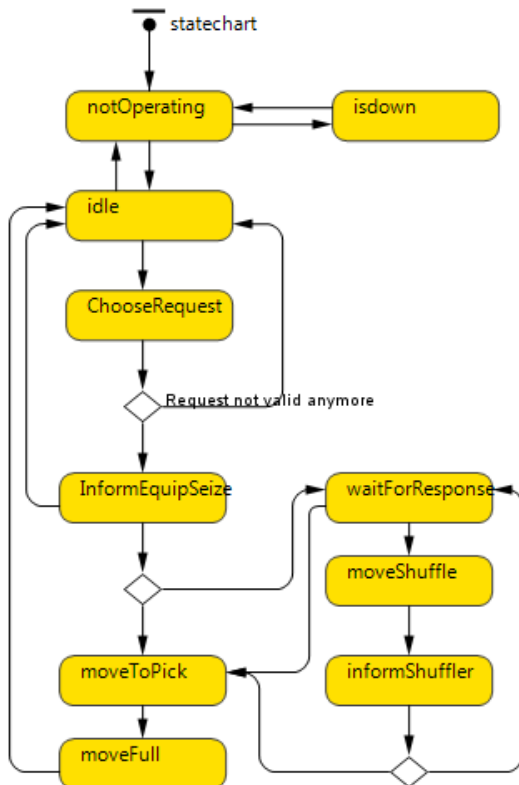 statechart
notOperating
isdown
idle
ChooseRequest
Request not valid anymore
InformEquipSeize
waitForResponse
moveShuffle
moveToPick
informShuffler
moveFull